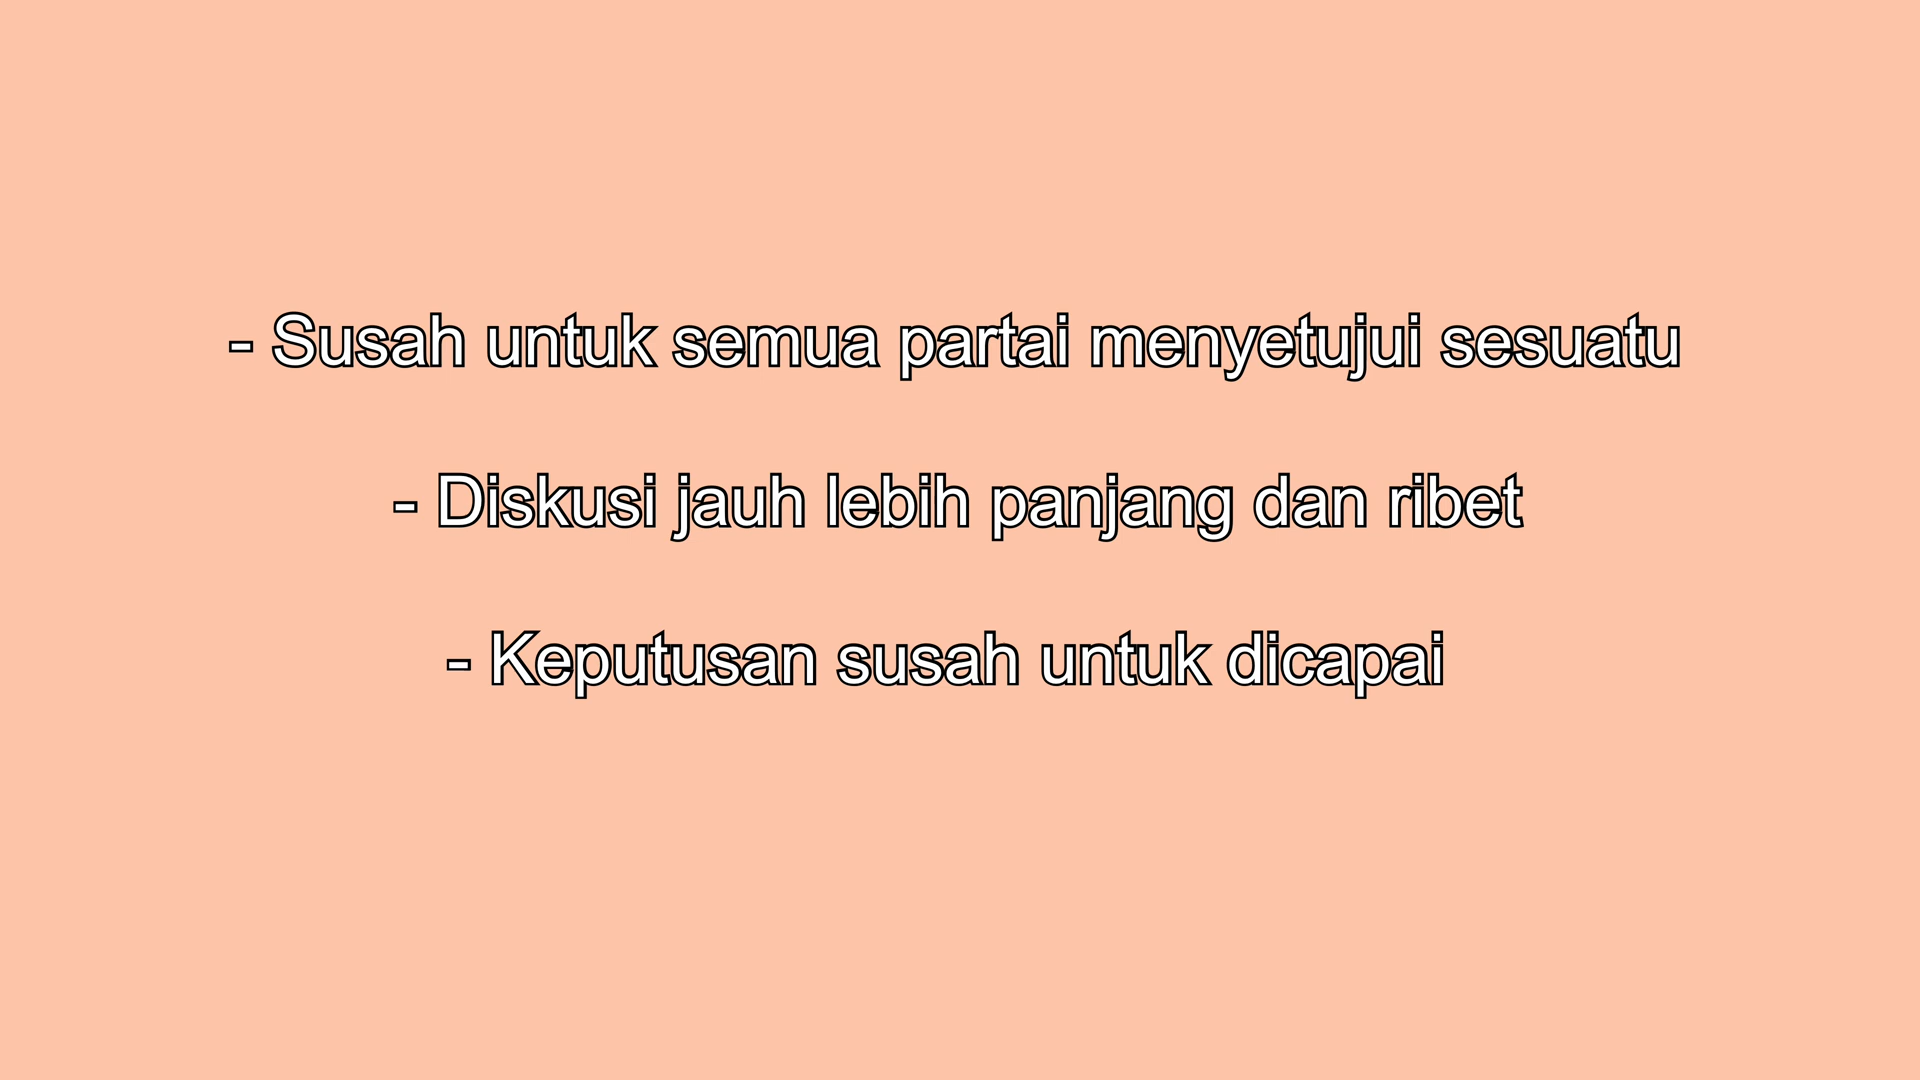 - Susah untuk semua partai menyetujui sesuatu
- Diskusi jauh lebih panjang dan ribet
- Keputusan susah untuk dicapai